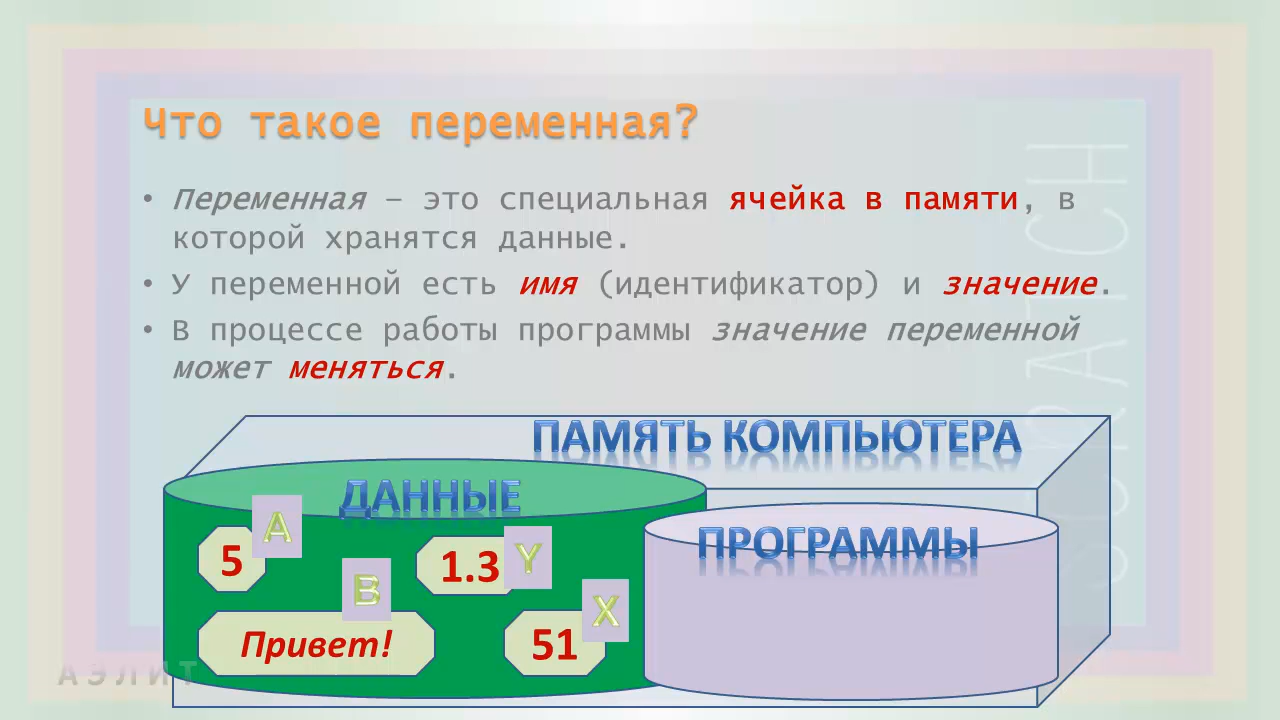 Что такое переменная?
• Переменная – это специальная ячейка в памяти, в
которой хранятся данные.
• У переменной есть имя (идентификатор) и значение.
• В процессе работы программы значение переменной
может меняться.
ПАМЯТЬ КОМПЬЮТЕРА
ДАННЫЕ
ПРОГРАММЫ
5
A
1.3
Y
B
Привет!
51
X
АЭЛИТ